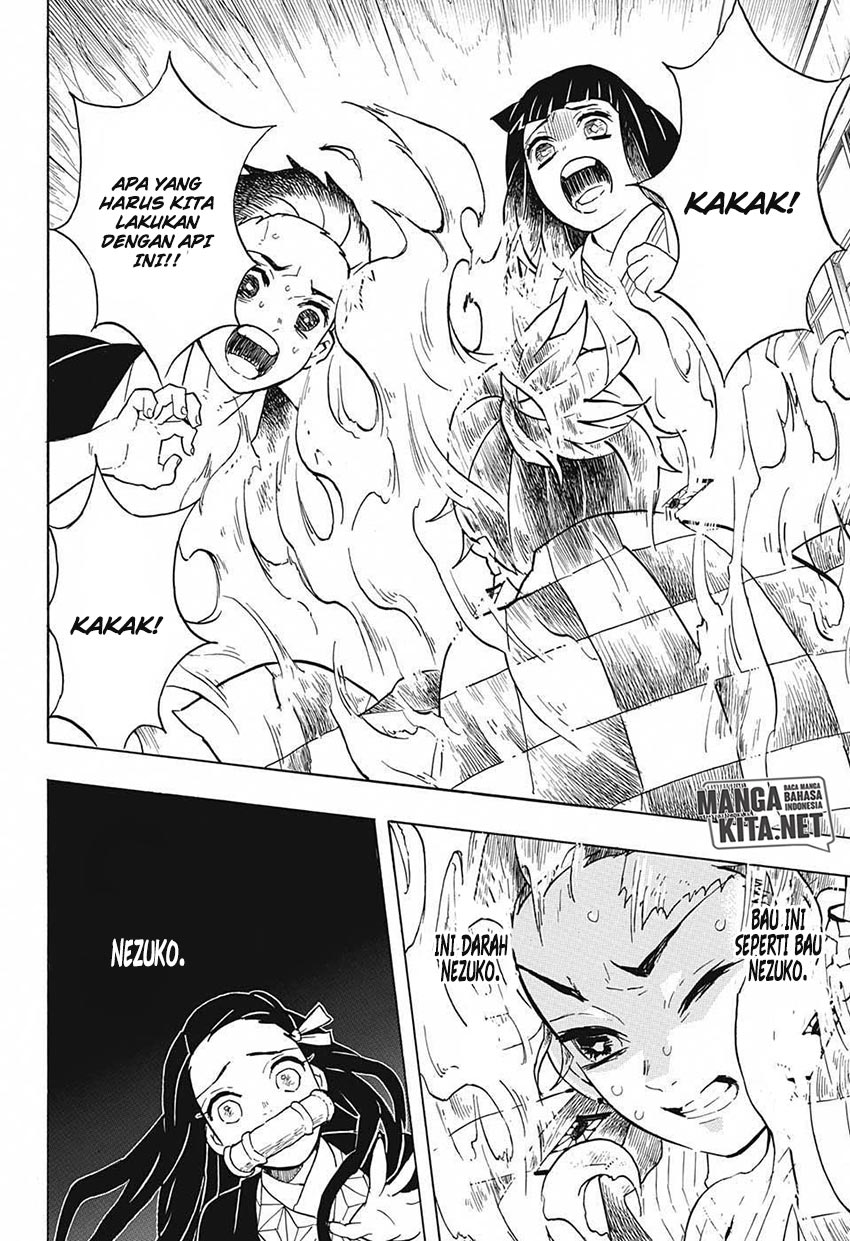 KAKAK!
APA YANG
HARUS KITA
LAKUKAN
DENGAN API
INI!!
KAKAK!
MANGA
KITA.NET
BACA MANGA
BAHASA
INDONESIA
BAU INI
SEPERTI BAU
NEZUKO.
INI DARAH
NEZUKO.
NEZUKO.